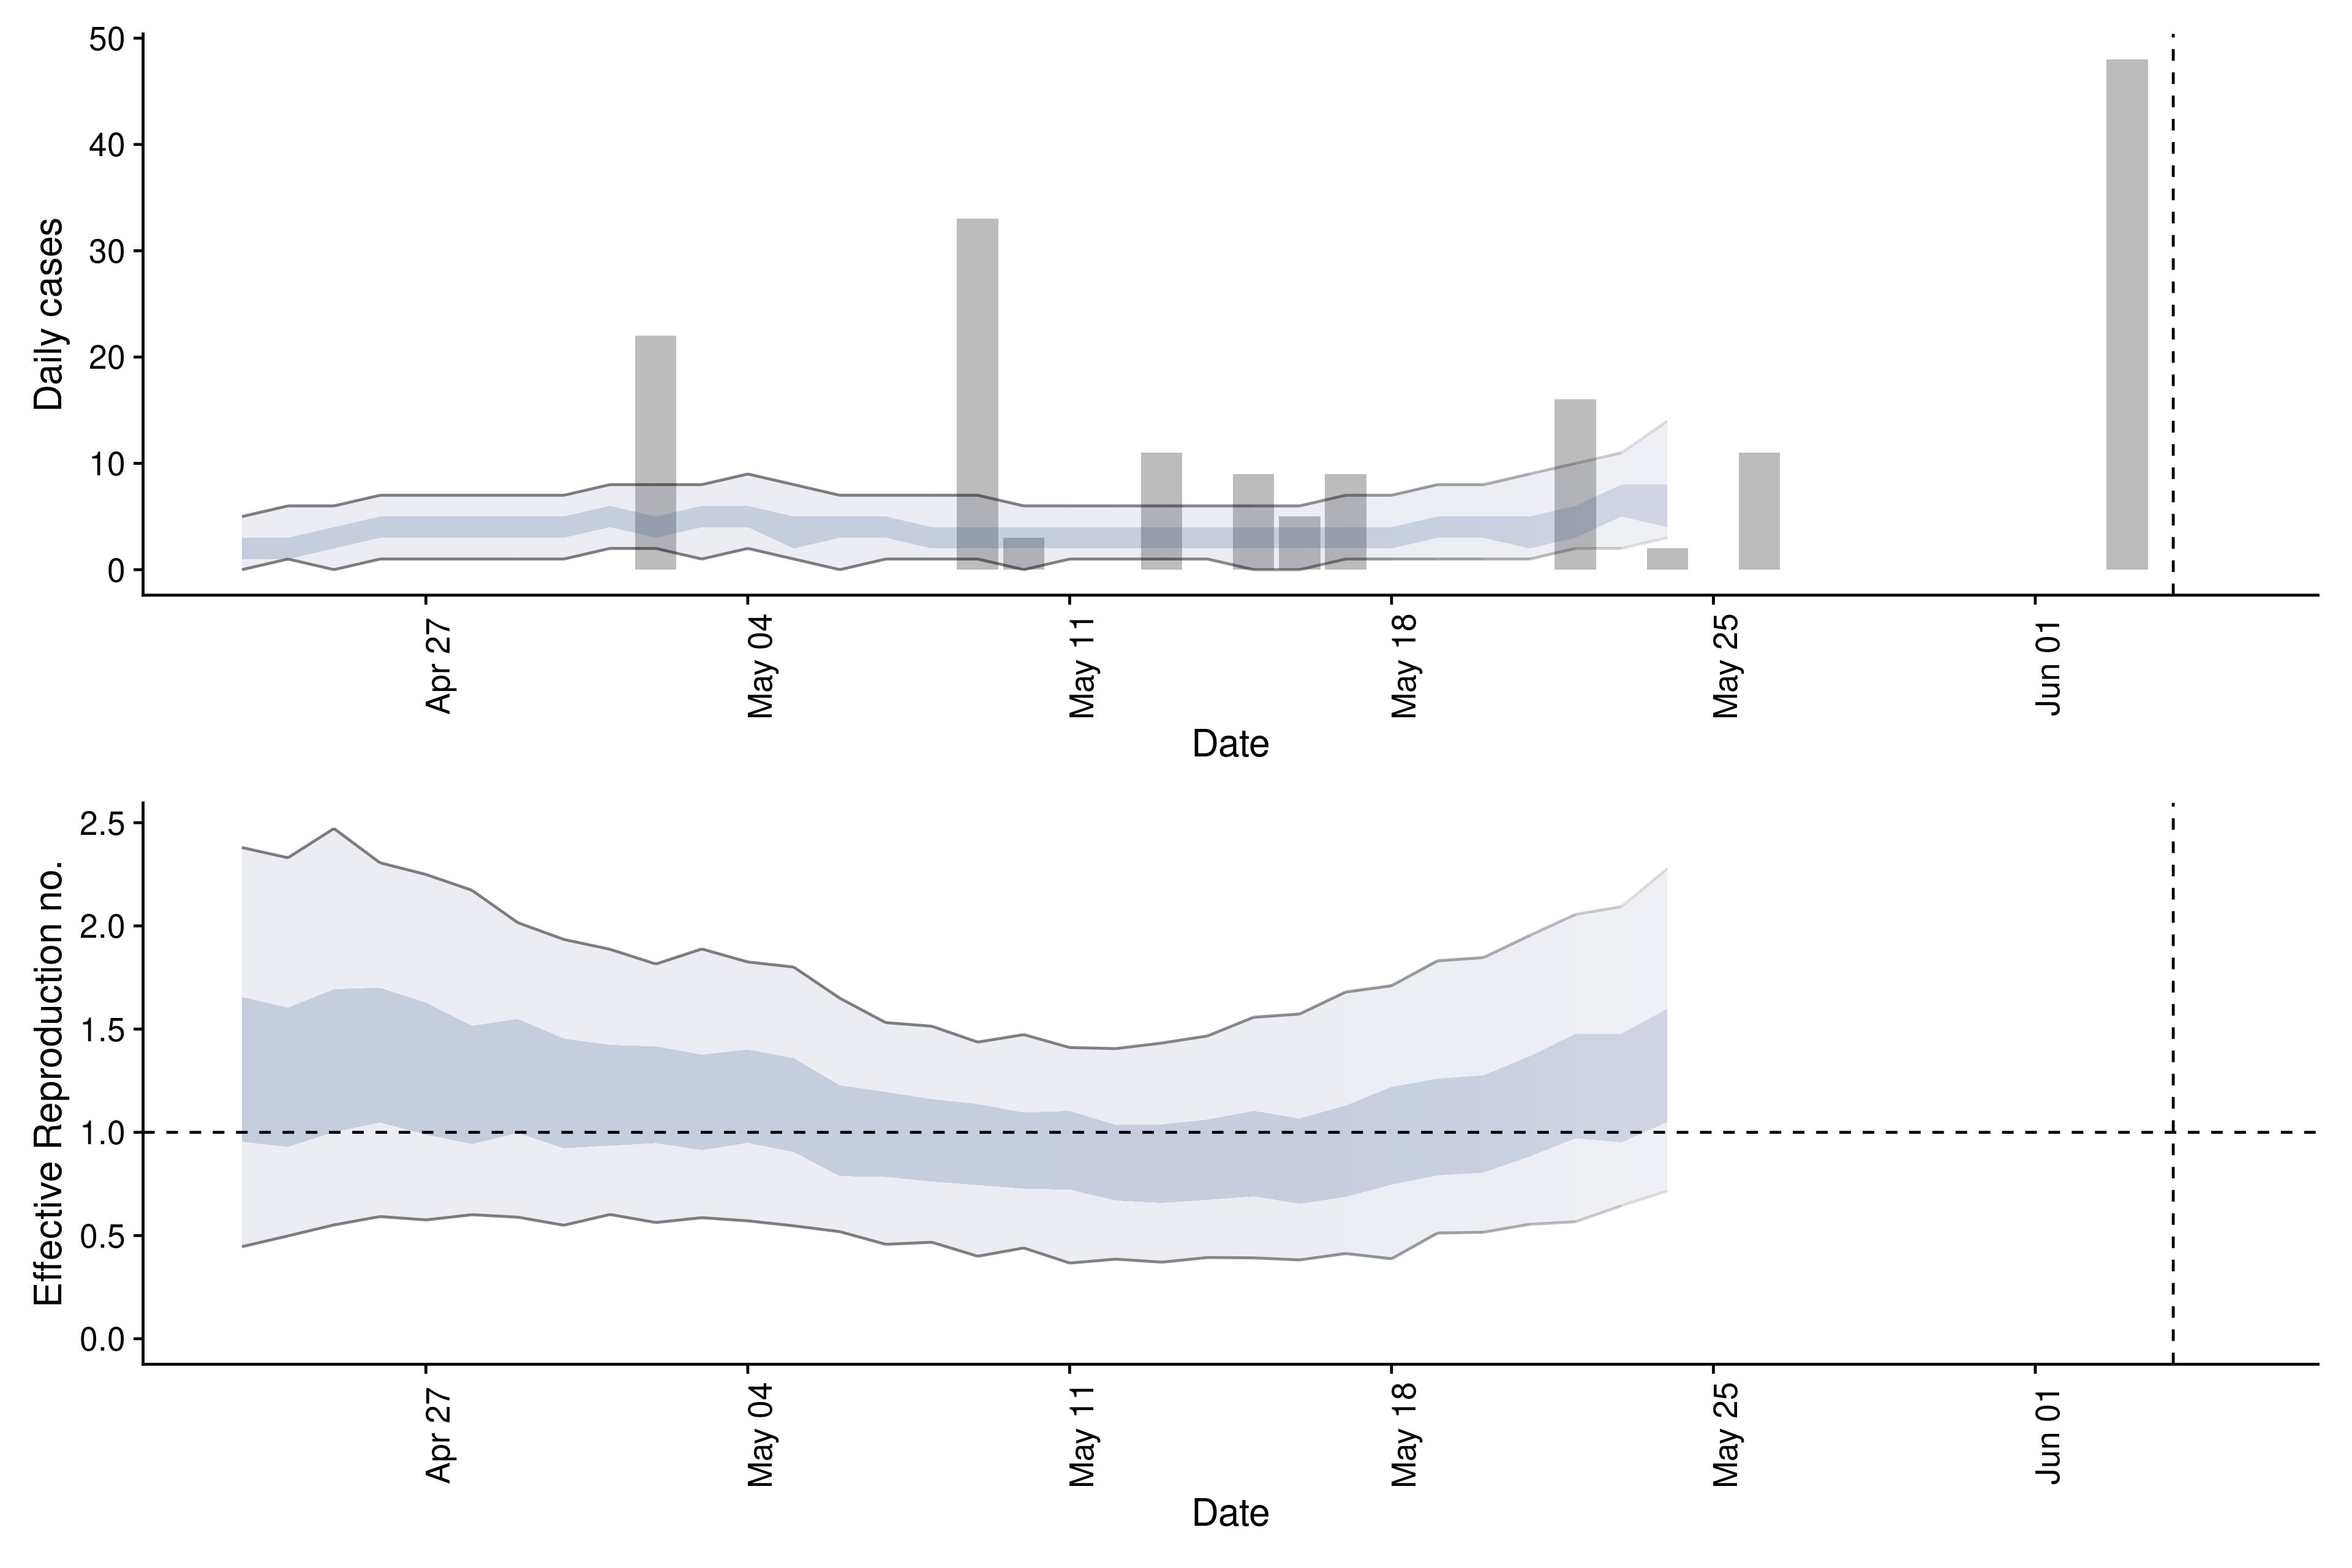 50
40
30
20
10
0
Daily cases
Apr 27
May 04
May 11
May 18
May 25
Jun 01
Date
2.5
2.0
1.5
1.0
0.5
0.0
Effective Reproduction no.
Apr 27
May 04
May 11
May 18
May 25
Jun 01
Date